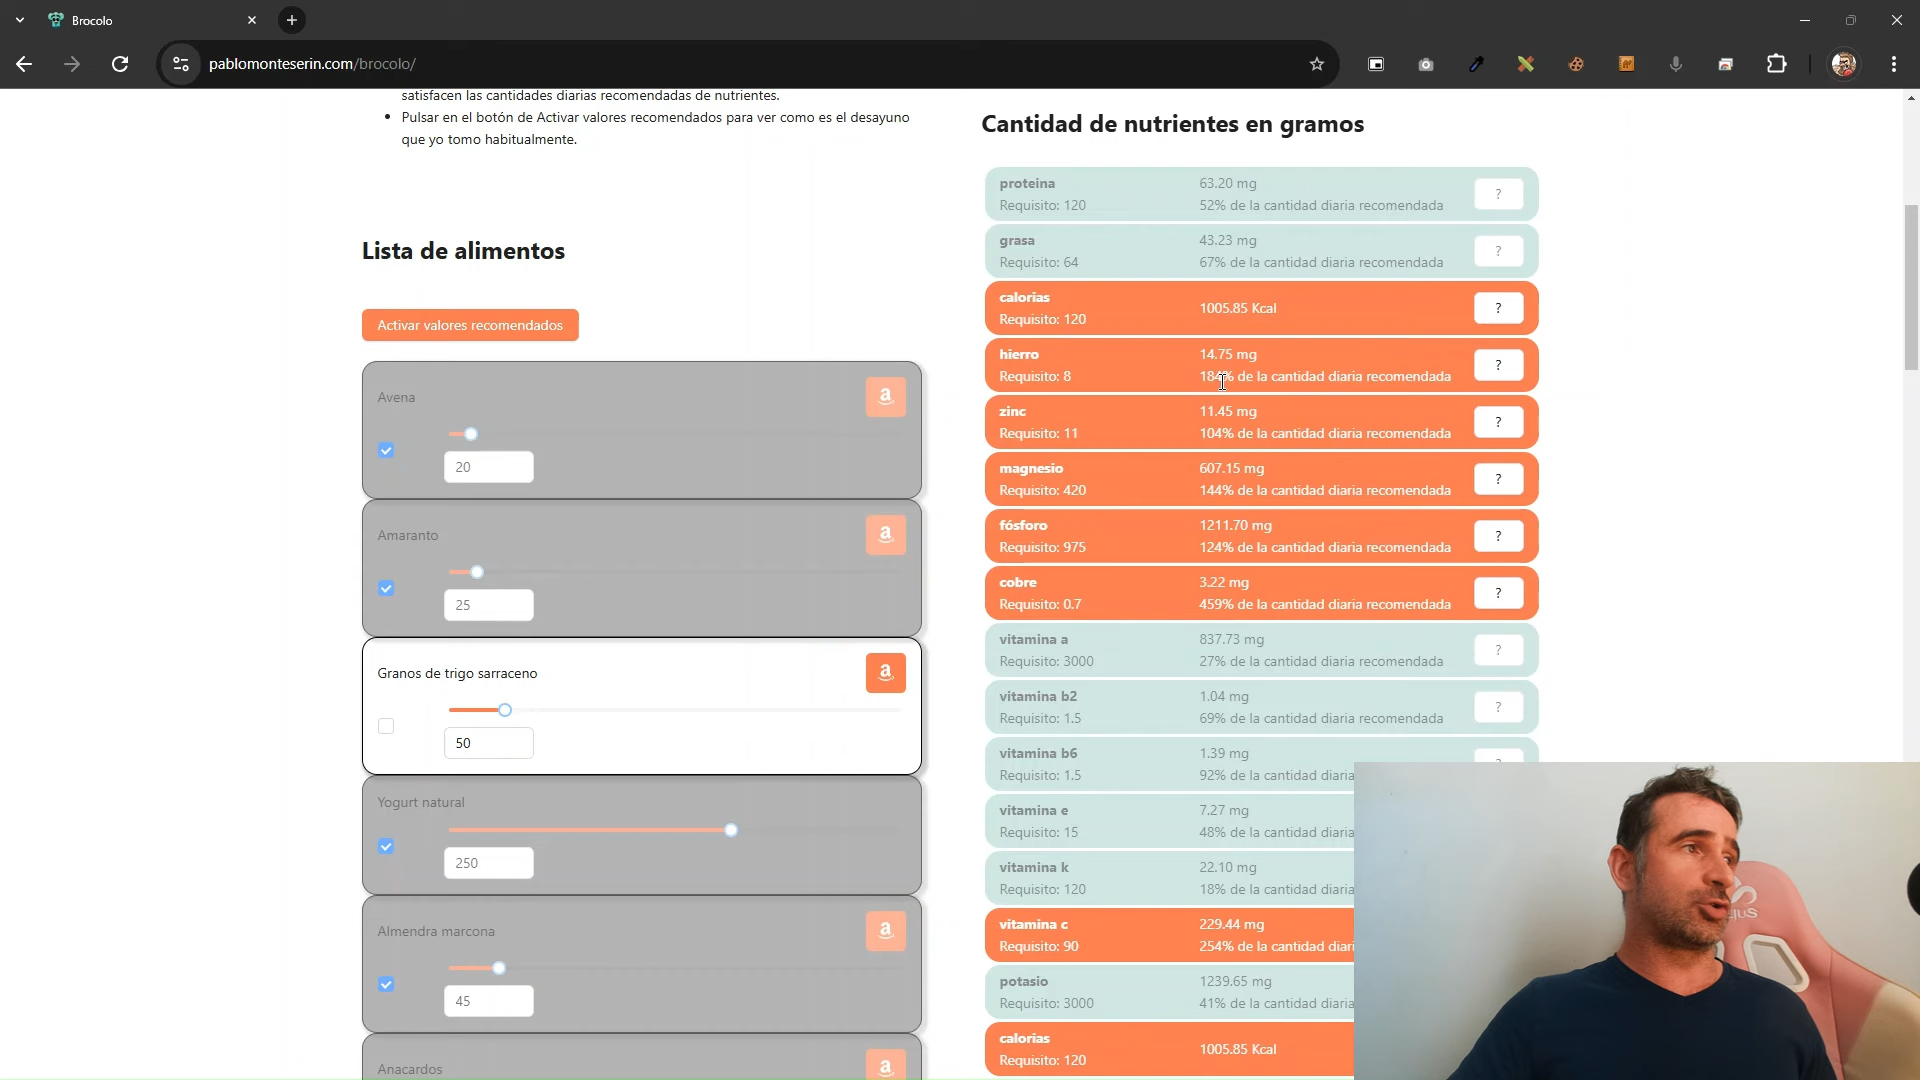 Brocolo
pablomonteserin.com/brocolo/
satisfacen las cantidades diarias recomendadas de nutrientes.
Pulsar en el botón de Activar valores recomendados para ver como es el desayuno
que yo tomo habitualmente.
Lista de alimentos
Activar valores recomendados
Avena
20
Amaranto
25
Granos de trigo sarraceno
50
Yogurt natural
250
Almendra marcona
45
Anacardos
Cantidad de nutrientes en gramos
proteina 63.20 mg
Requisito: 120 52% de la cantidad diaria recomendada ?
grasa 43.23 mg
Requisito: 64 67% de la cantidad diaria recomendada ?
calorias 1005.85 Kcal
Requisito: 120 ?
hierro 14.75 mg
Requisito: 8 184% de la cantidad diaria recomendada ?
zinc 11.45 mg
Requisito: 11 104% de la cantidad diaria recomendada ?
magnesio 607.15 mg
Requisito: 420 144% de la cantidad diaria recomendada ?
fósforo 1211.70 mg
Requisito: 975 124% de la cantidad diaria recomendada ?
cobre 3.22 mg
Requisito: 0.7 459% de la cantidad diaria recomendada ?
vitamina a 837.73 mg
Requisito: 3000 27% de la cantidad diaria recomendada ?
vitamina b2 1.04 mg
Requisito: 1.5 69% de la cantidad diaria recomendada ?
vitamina b6 1.39 mg
Requisito: 1.5 92% de la cantidad diaria
vitamina e 7.27 mg
Requisito: 15 48% de la cantidad diaria
vitamina k 22.10 mg
Requisito: 120 18% de la cantidad diaria
vitamina c 229.44 mg
Requisito: 90 254% de la cantidad diari
potasio 1239.65 mg
Requisito: 3000 41% de la cantidad diaria
calorias 1005.85 Kcal
Requisito: 120